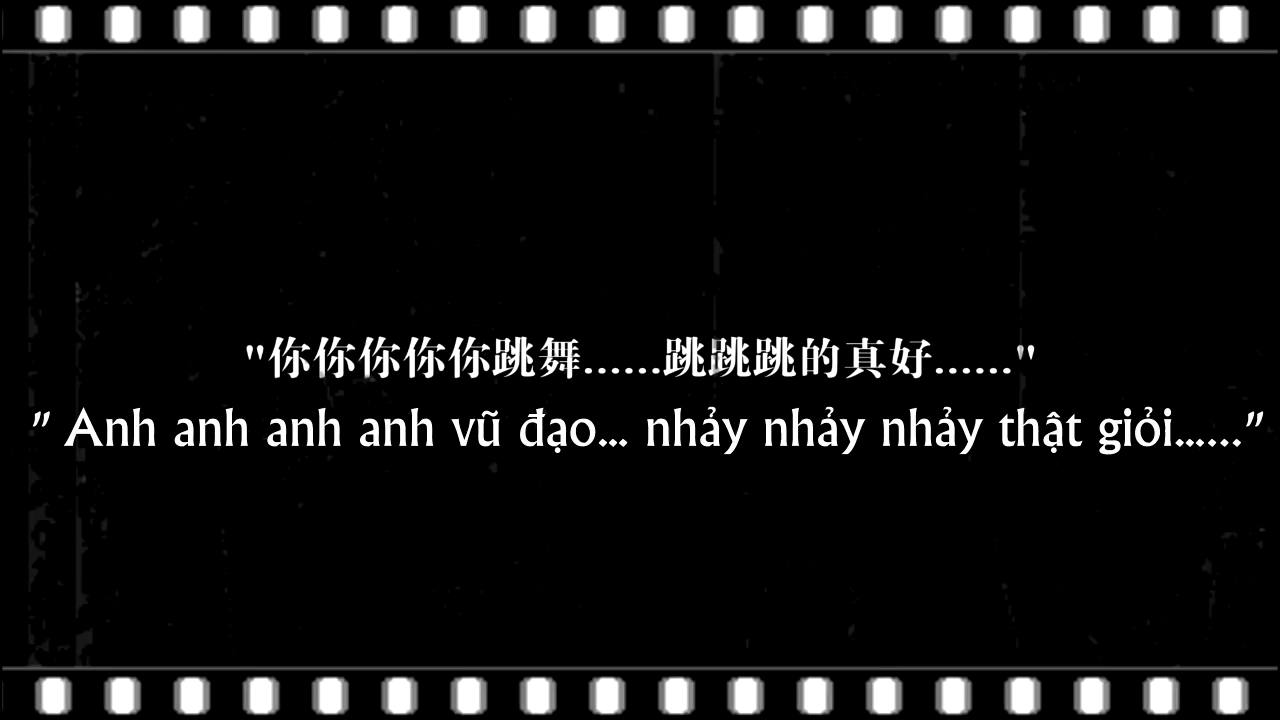 "你你你你你跳舞......跳跳跳的真好......"
" Anh anh anh anh vũ đạo... nhảy nhảy nhảy thật giỏi......"